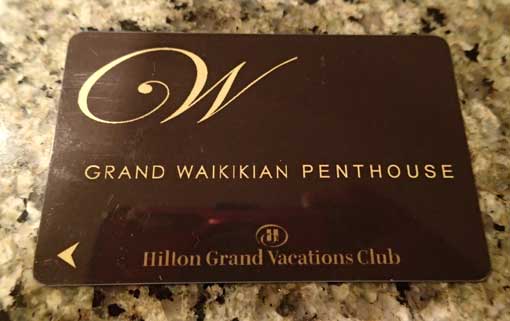 W
GRAND WAIKIKIAN PENTHOUSE
H
Hilton Grand Vacations Club